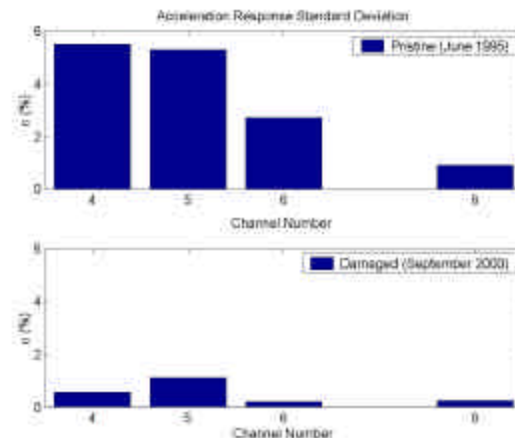 Acceleration Response Standard Deviation
6
4
2
0
σ (%)
Pristine (June 1995)
4 5 6 8
Channel Number
6
4
2
0
σ (%)
Damaged (September 2000)
4 5 6 8
Channel Number